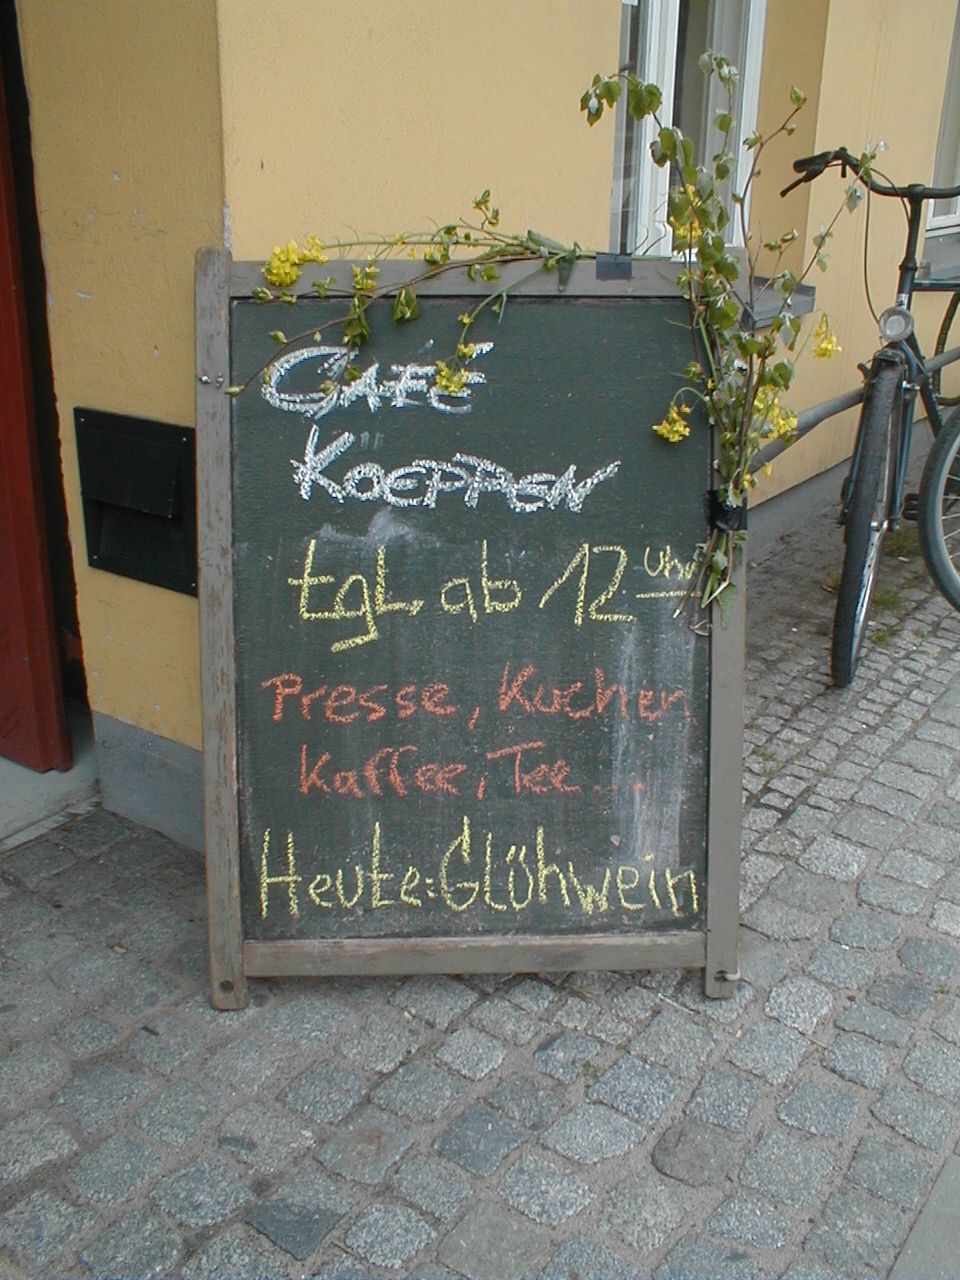 CAFÉ
KOEPPEN
tgl ab 12 Uhr
Presse, Kuchen
Kaffee, Tee ...
Heute: Glühwein